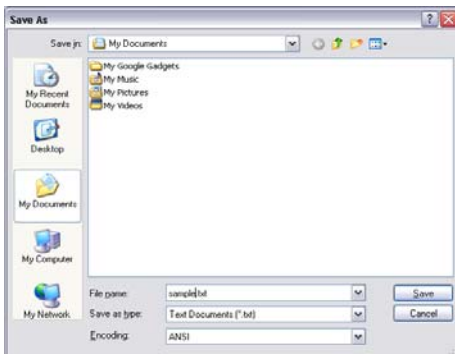 Save As
Save in: My Documents
My Google Gadgets
My Music
My Pictures
My Videos
My Recent
Documents
Desktop
My Documents
My Computer
My Network
File name: sample.txt
Save
Save as type: Text Documents (*.txt)
Cancel
Encoding: ANSI